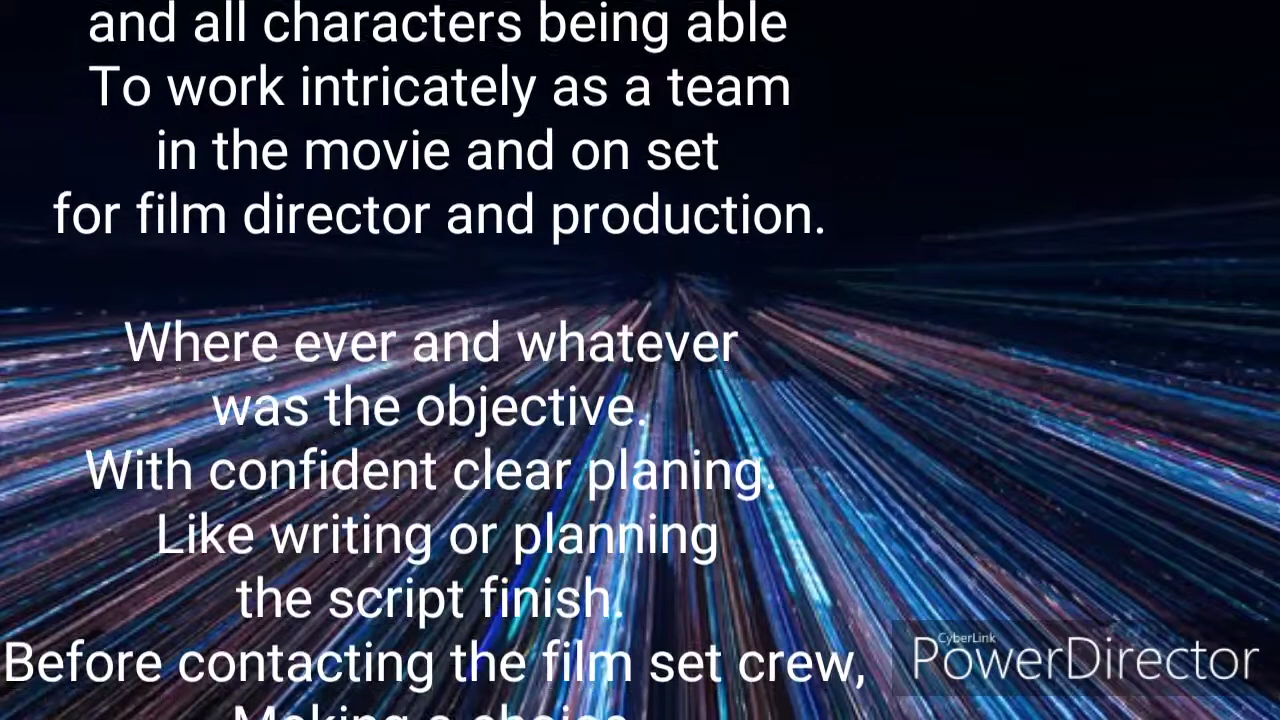 and all characters being able
To work intricately as a team
in the movie and on set
for film director and production.
Where ever and whatever
was the objective.
With confident clear planing.
Like writing or planning
the script finish.
Before contacting the film set crew,
Making a choice
CyberLink
PowerDirector